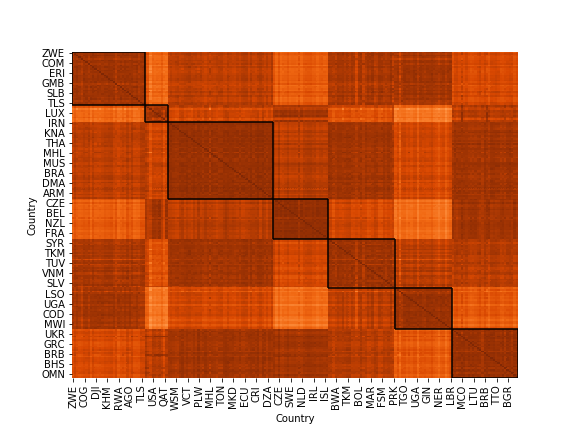 ZWE
COM
ERI
GMB
SLB
TLS
LUX
IRN
KNA
THA
MHL
MUS
BRA
DMA
ARM
CZE
BEL
NZL
FRA
SYR
TKM
TUV
VNM
SLV
LSO
UGA
COD
MWI
UKR
GRC
BRB
BHS
OMN
Country
ZWE COG DJI KHM RWA AGO TLS USA QAT WSM VCT PLW MHL TON MKD ECU CRI DZA CZE SWE NLD IRL ISL BWA TKM BOL MAR FSM PRK TGO UGA GIN NER LBR MCO LTU BRB TTO BGR
Country